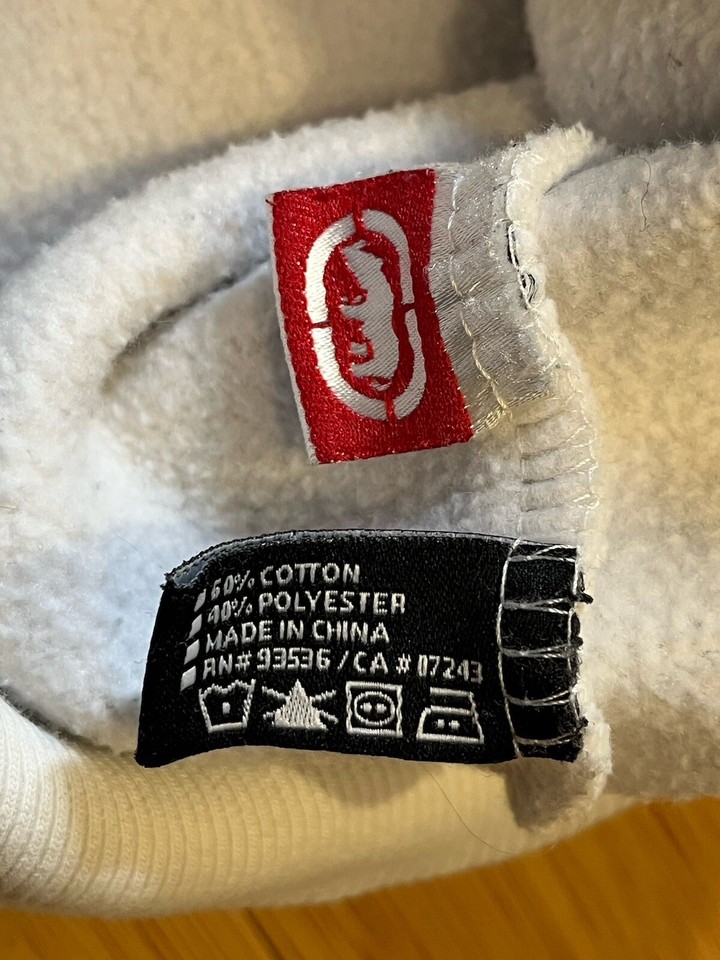 60% COTTON
40% POLYESTER
MADE IN CHINA
RN# 93536 / CA # 07243